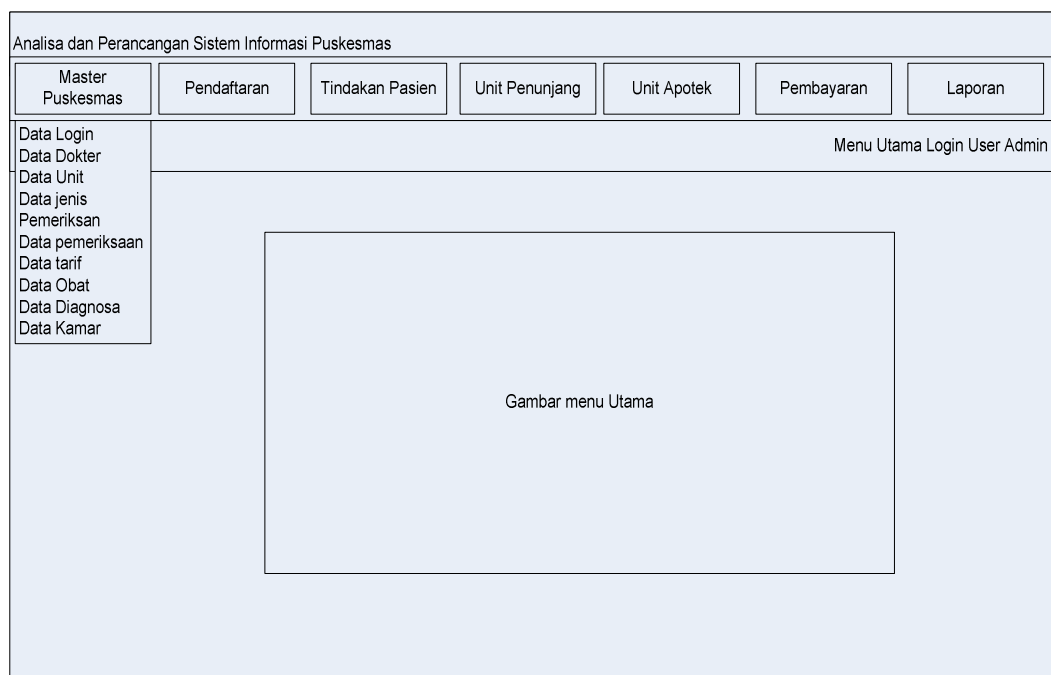 Analisa dan Perancangan Sistem Informasi Puskesmas
Master
Puskesmas
Pendaftaran
Tindakan Pasien
Unit Penunjang
Unit Apotek
Pembayaran
Laporan
Data Login
Data Dokter
Data Unit
Data jenis
Pemeriksan
Data pemeriksaan
Data tarif
Data Obat
Data Diagnosa
Data Kamar
Menu Utama Login User Admin
Gambar menu Utama